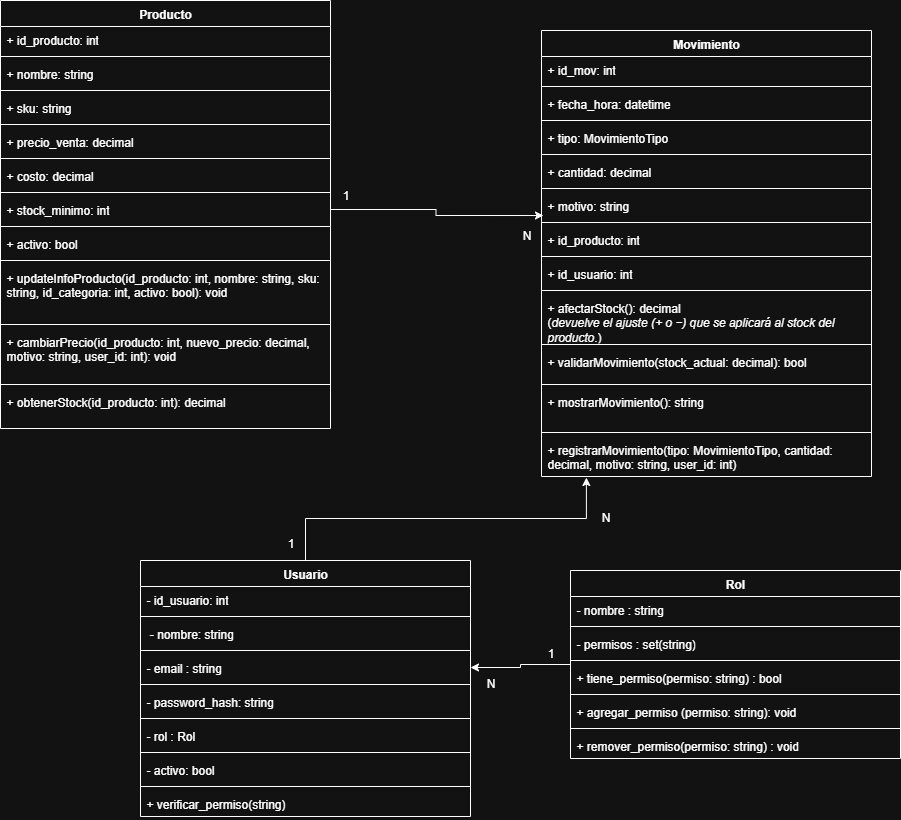 Producto
+ id_producto: int
+ nombre: string
+ sku: string
+ precio_venta: decimal
+ costo: decimal
+ stock_minimo: int
+ activo: bool
+ updateInfoProducto(id_producto: int, nombre: string, sku:
string, id_categoria: int, activo: bool): void
+ cambiarPrecio(id_producto: int, nuevo_precio: decimal,
motivo: string, user_id: int): void
+ obtenerStock(id_producto: int): decimal
1
N
Movimiento
+ id_mov: int
+ fecha_hora: datetime
+ tipo: MovimientoTipo
+ cantidad: decimal
+ motivo: string
+ id_producto: int
+ id_usuario: int
+ afectarStock(): decimal
(devuelve el ajuste (+ o −) que se aplicará al stock del
producto.)
+ validarMovimiento(stock_actual: decimal): bool
+ mostrarMovimiento(): string
+ registrarMovimiento(tipo: MovimientoTipo, cantidad:
decimal, motivo: string, user_id: int)
N
1
Usuario
- id_usuario: int
- nombre: string
- email : string
- password_hash: string
- rol : Rol
- activo: bool
+ verificar_permiso(string)
1
N
Rol
- nombre : string
- permisos : set(string)
+ tiene_permiso(permiso: string) : bool
+ agregar_permiso (permiso: string): void
+ remover_permiso(permiso: string) : void